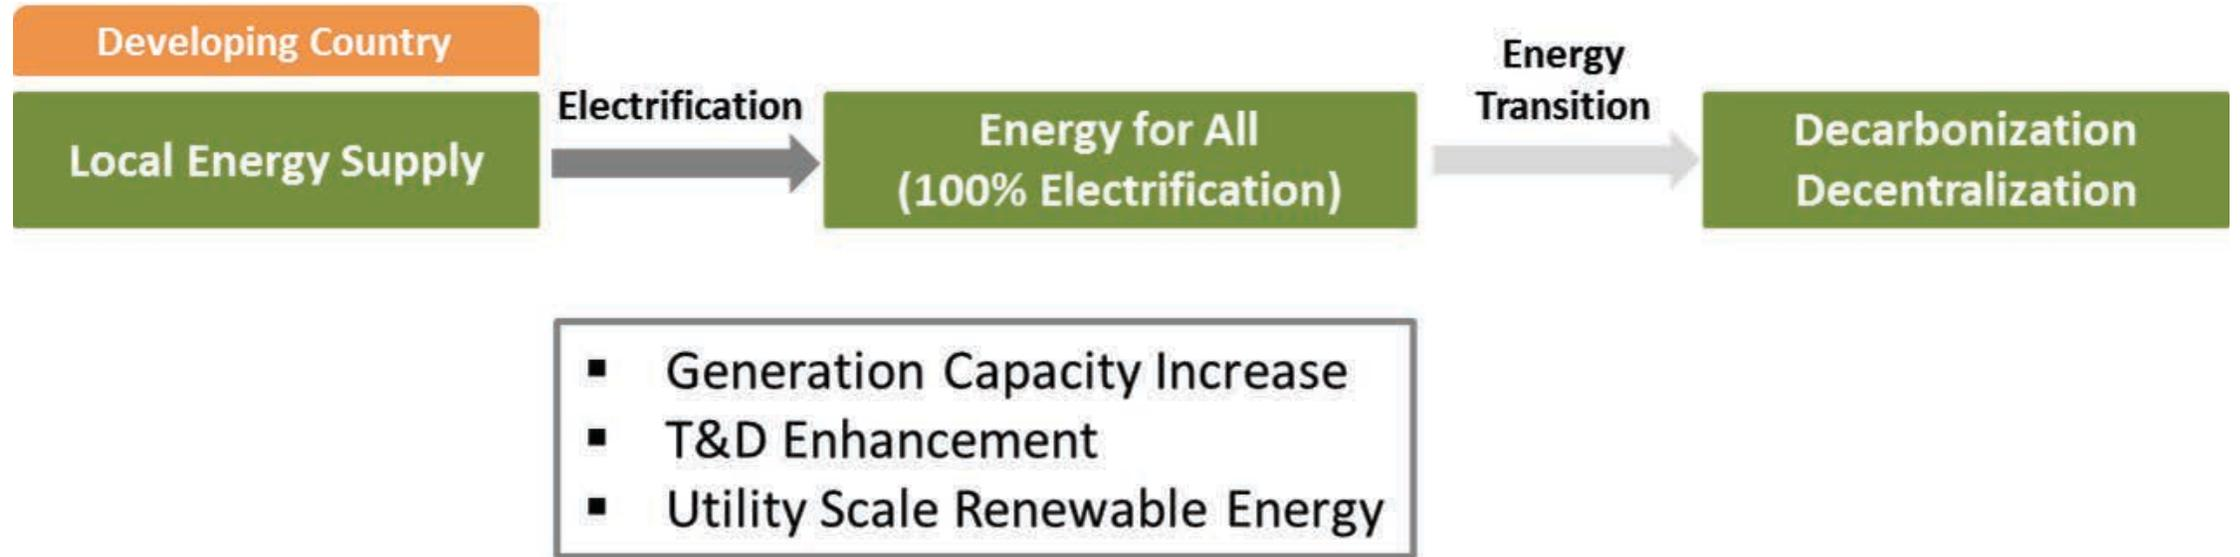 Developing Country
Local Energy Supply
Electrification
Energy for All
(100% Electrification)
Energy
Transition
Decarbonization
Decentralization
▪ Generation Capacity Increase
▪ T&D Enhancement
▪ Utility Scale Renewable Energy